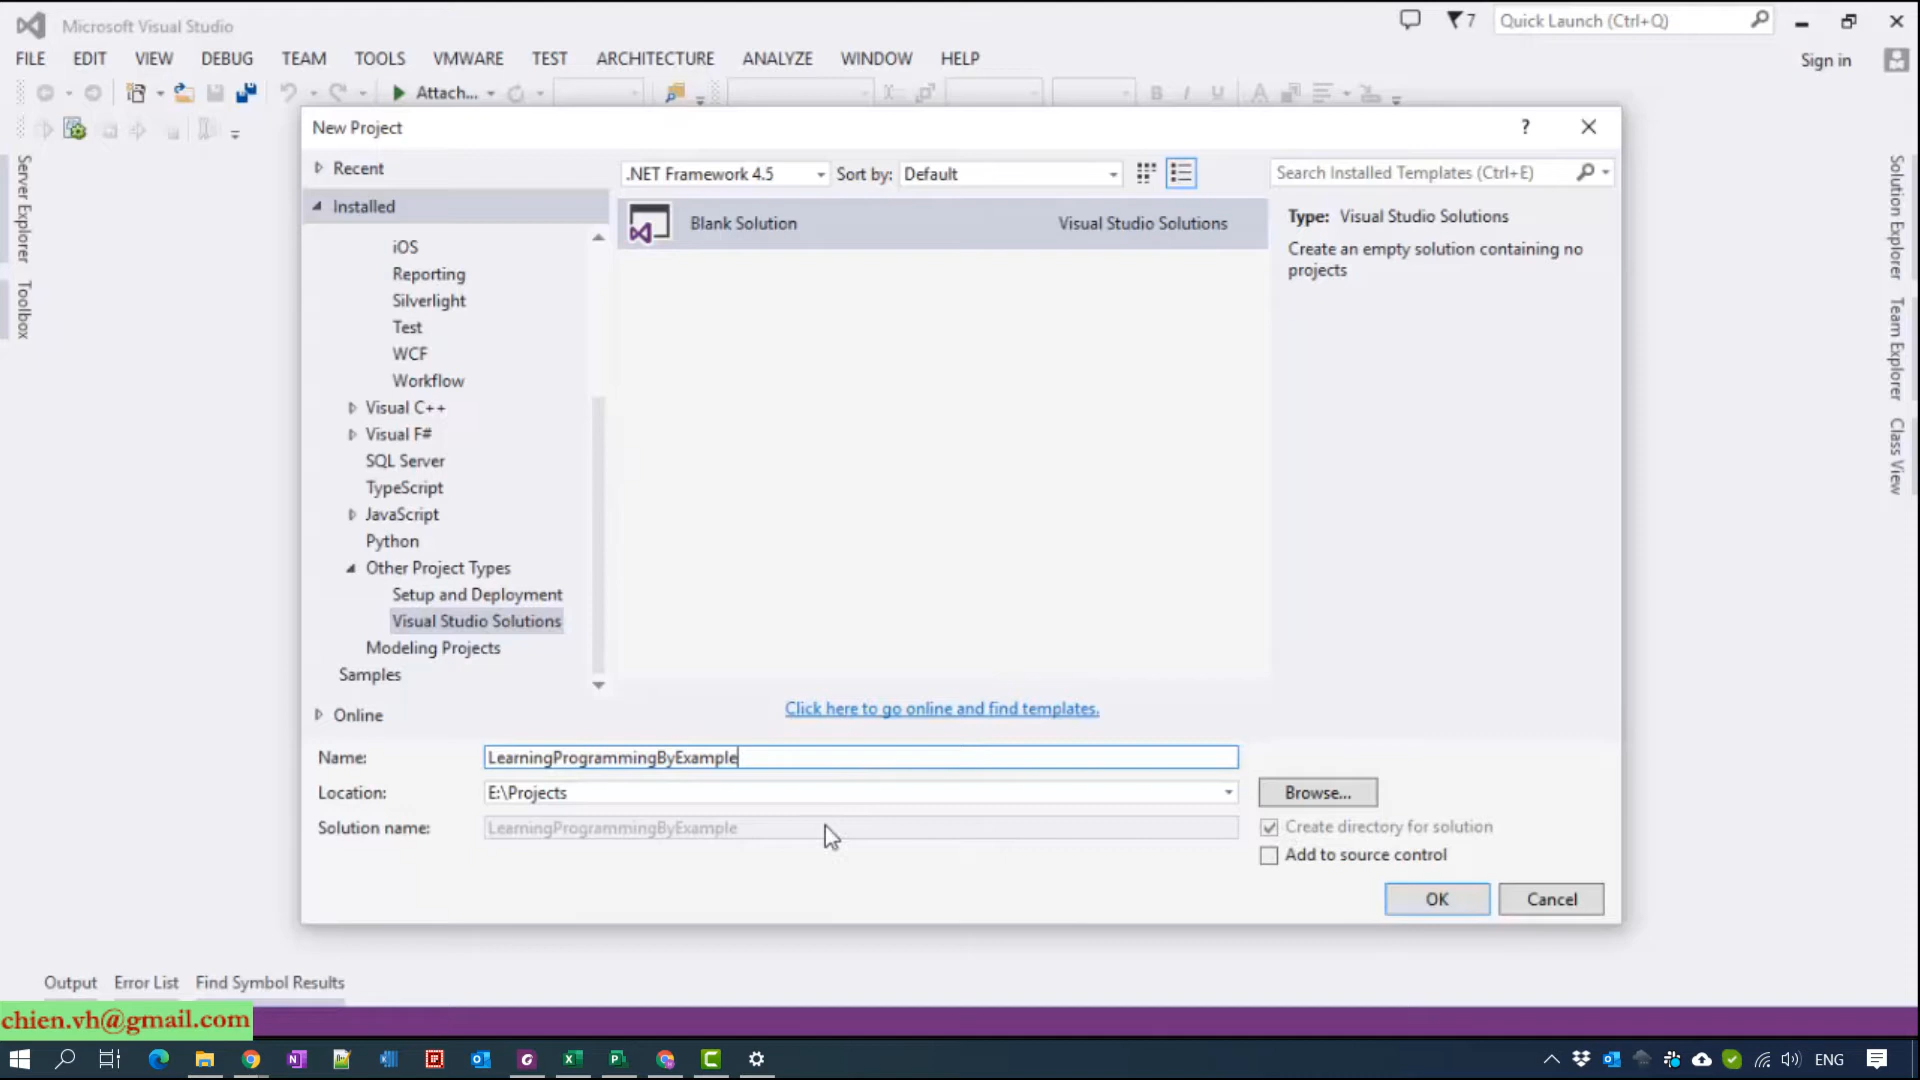 Microsoft Visual Studio
7
Quick Launch (Ctrl+Q)
FILE EDIT VIEW DEBUG TEAM TOOLS VMWARE TEST ARCHITECTURE ANALYZE WINDOW HELP
Sign in
Attach...
Server Explorer
Toolbox
New Project
?
Recent
.NET Framework 4.5
Sort by: Default
Search Installed Templates (Ctrl+E)
Installed
iOS
Reporting
Silverlight
Test
WCF
Workflow
Visual C++
Visual F#
SQL Server
TypeScript
JavaScript
Python
Other Project Types
Setup and Deployment
Visual Studio Solutions
Modeling Projects
Samples
Online
Blank Solution Visual Studio Solutions
Type: Visual Studio Solutions
Create an empty solution containing no
projects
Click here to go online and find templates.
Name: LearningProgrammingByExample
Location: E:\Projects
Browse...
Solution name: LearningProgrammingByExample
Create directory for solution
Add to source control
OK Cancel
Solution Explorer
Team Explorer
Class View
Output Error List Find Symbol Results
chien.vh@gmail.com
ENG